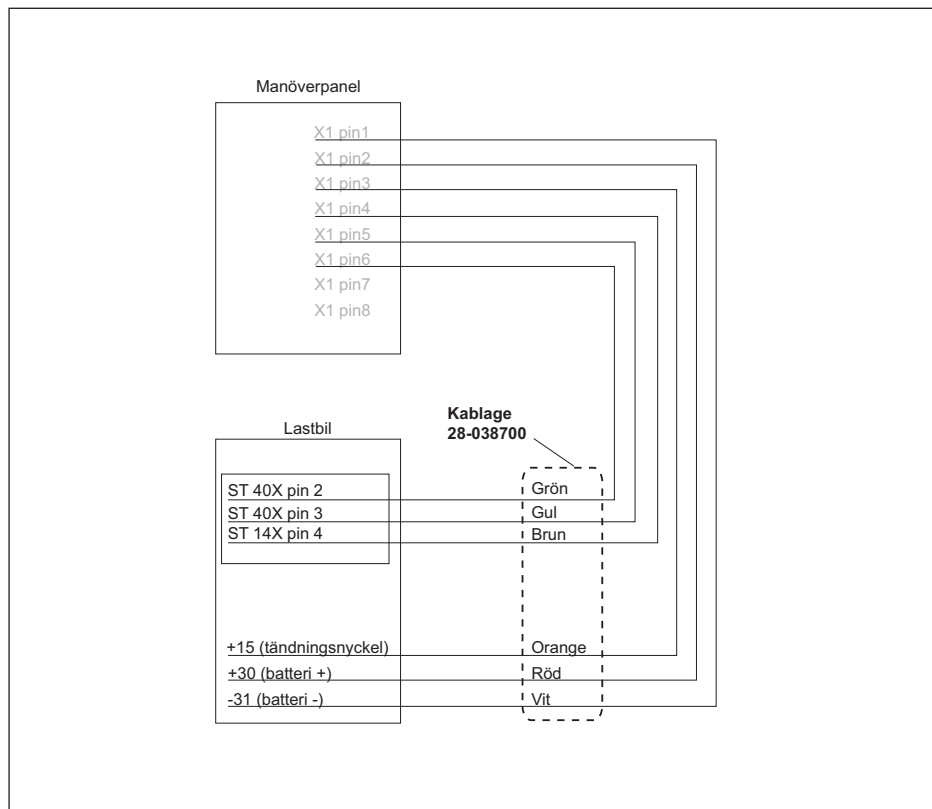 Manöverpanel
X1 pin1
X1 pin2
X1 pin3
X1 pin4
X1 pin5
X1 pin6
X1 pin7
X1 pin8
Kablage
28-038700
Lastbil
ST 40X pin 2
Grön
ST 40X pin 3
Gul
ST 14X pin 4
Brun
+15 (tändningsnyckel)
Orange
+30 (batteri +)
Röd
-31 (batteri -)
Vit